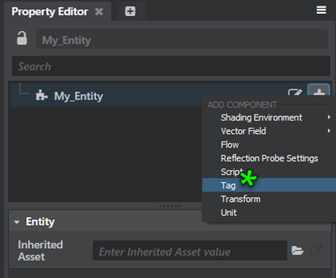 Property Editor
My_Entity
Search
My_Entity
ADD COMPONENT
Shading Environment
Vector Field
Flow
Reflection Probe Settings
Script
Tag
Transform
Unit
Entity
Inherited
Asset
Enter Inherited Asset value